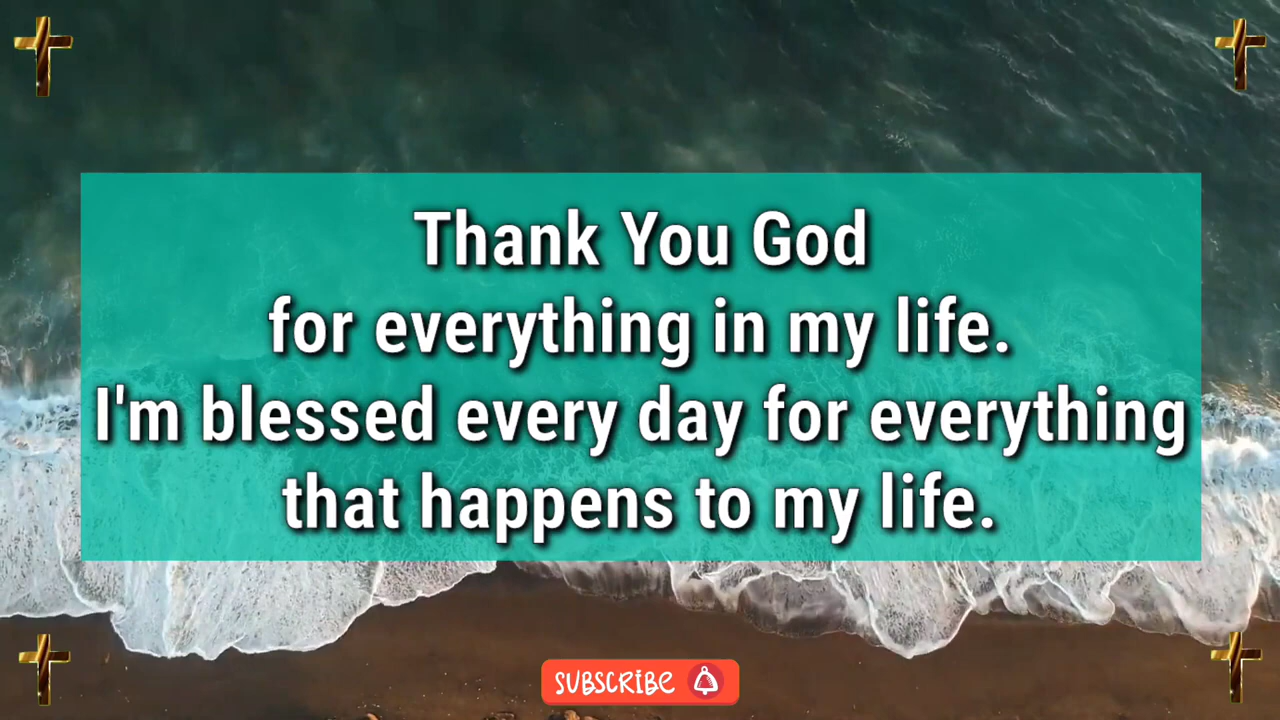 Thank You God
for everything in my life.
I'm blessed every day for everything
that happens to my life.
SUBSCRIBE